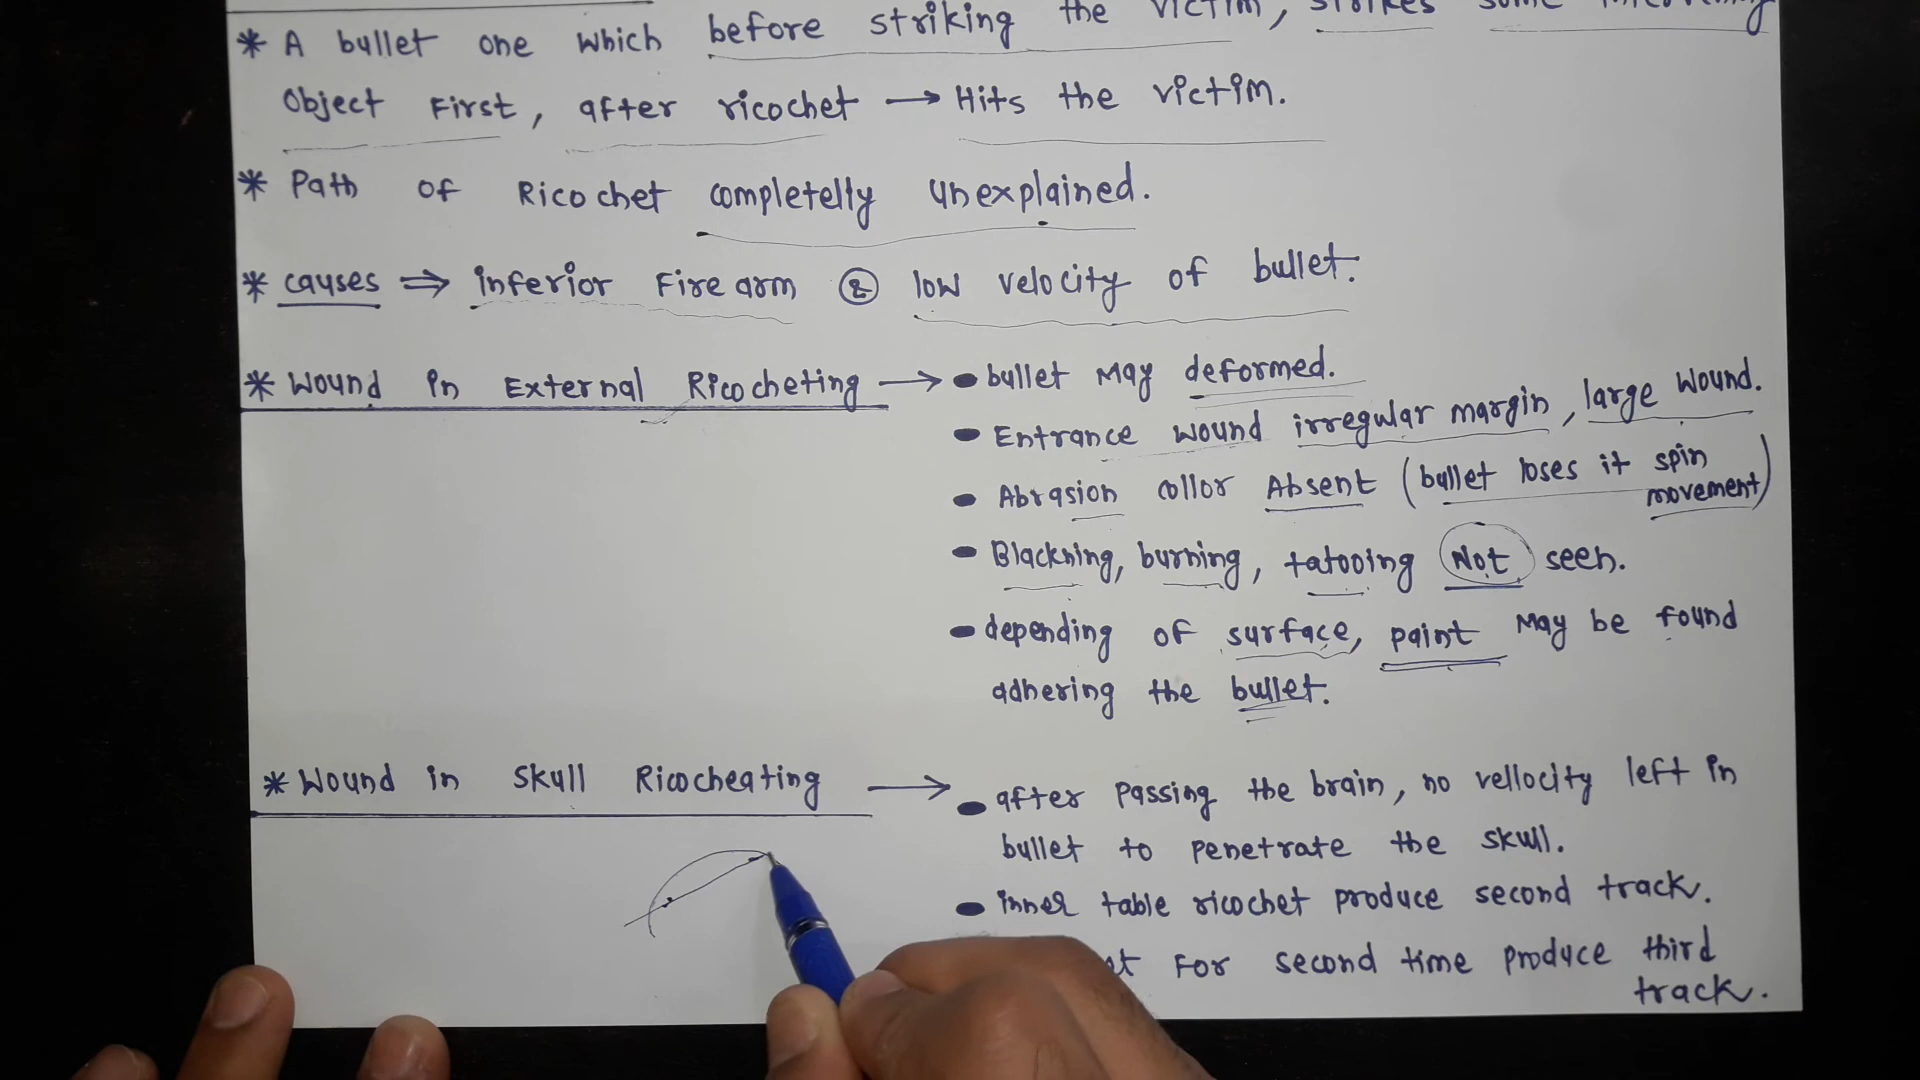 * A bullet one which before striking the victim, strikes some intervening
Object First, after ricochet → Hits the victim.
* Path of Ricochet completelly unexplained.
* causes ⇒ inferior Fire arm & low velocity of bullet.
* Wound in External Ricocheting → • bullet May deformed.
• Entrance wound irregular margin, large wound.
• Abrasion collor Absent (bullet loses it spin
movement)
• Blackning, burning, tatooing Not seen.
• depending of surface, paint May be found
adhering the bullet.
* Wound in Skull Ricocheating → • after passing the brain, no vellocity left in
bullet to penetrate the skull.
• inner table ricochet produce second track.
For second time produce third
track.